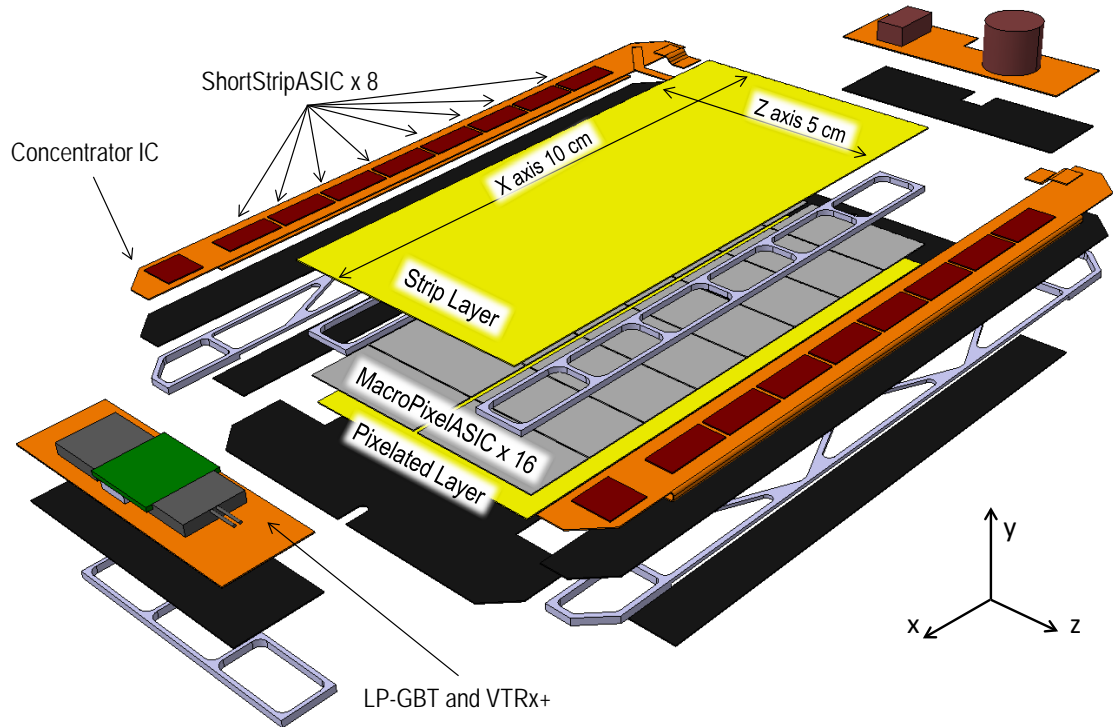 ShortStripASIC x 8
Concentrator IC
Z axis 5 cm
X axis 10 cm
Strip Layer
MacroPixelASIC x 16
Pixelated Layer
y
x
z
LP-GBT and VTRx+